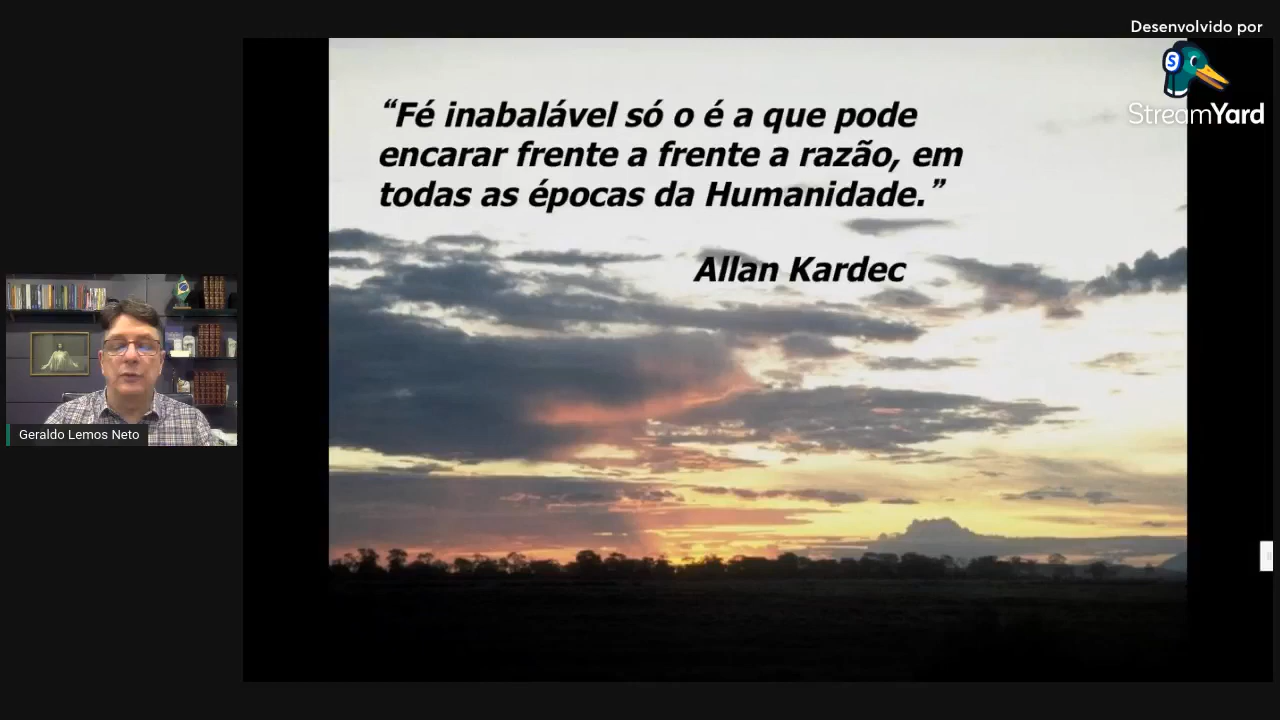 Desenvolvido por
S
StreamYard
“Fé inabalável só o é a que pode
encarar frente a frente a razão, em
todas as épocas da Humanidade.”
Allan Kardec
Geraldo Lemos Neto